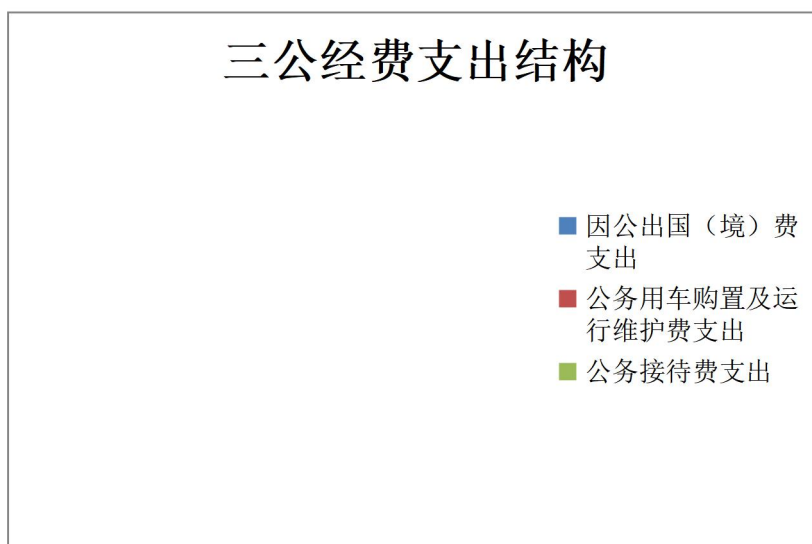 三公经费支出结构
因公出国（境）费
支出
公务用车购置及运
行维护费支出
公务接待费支出